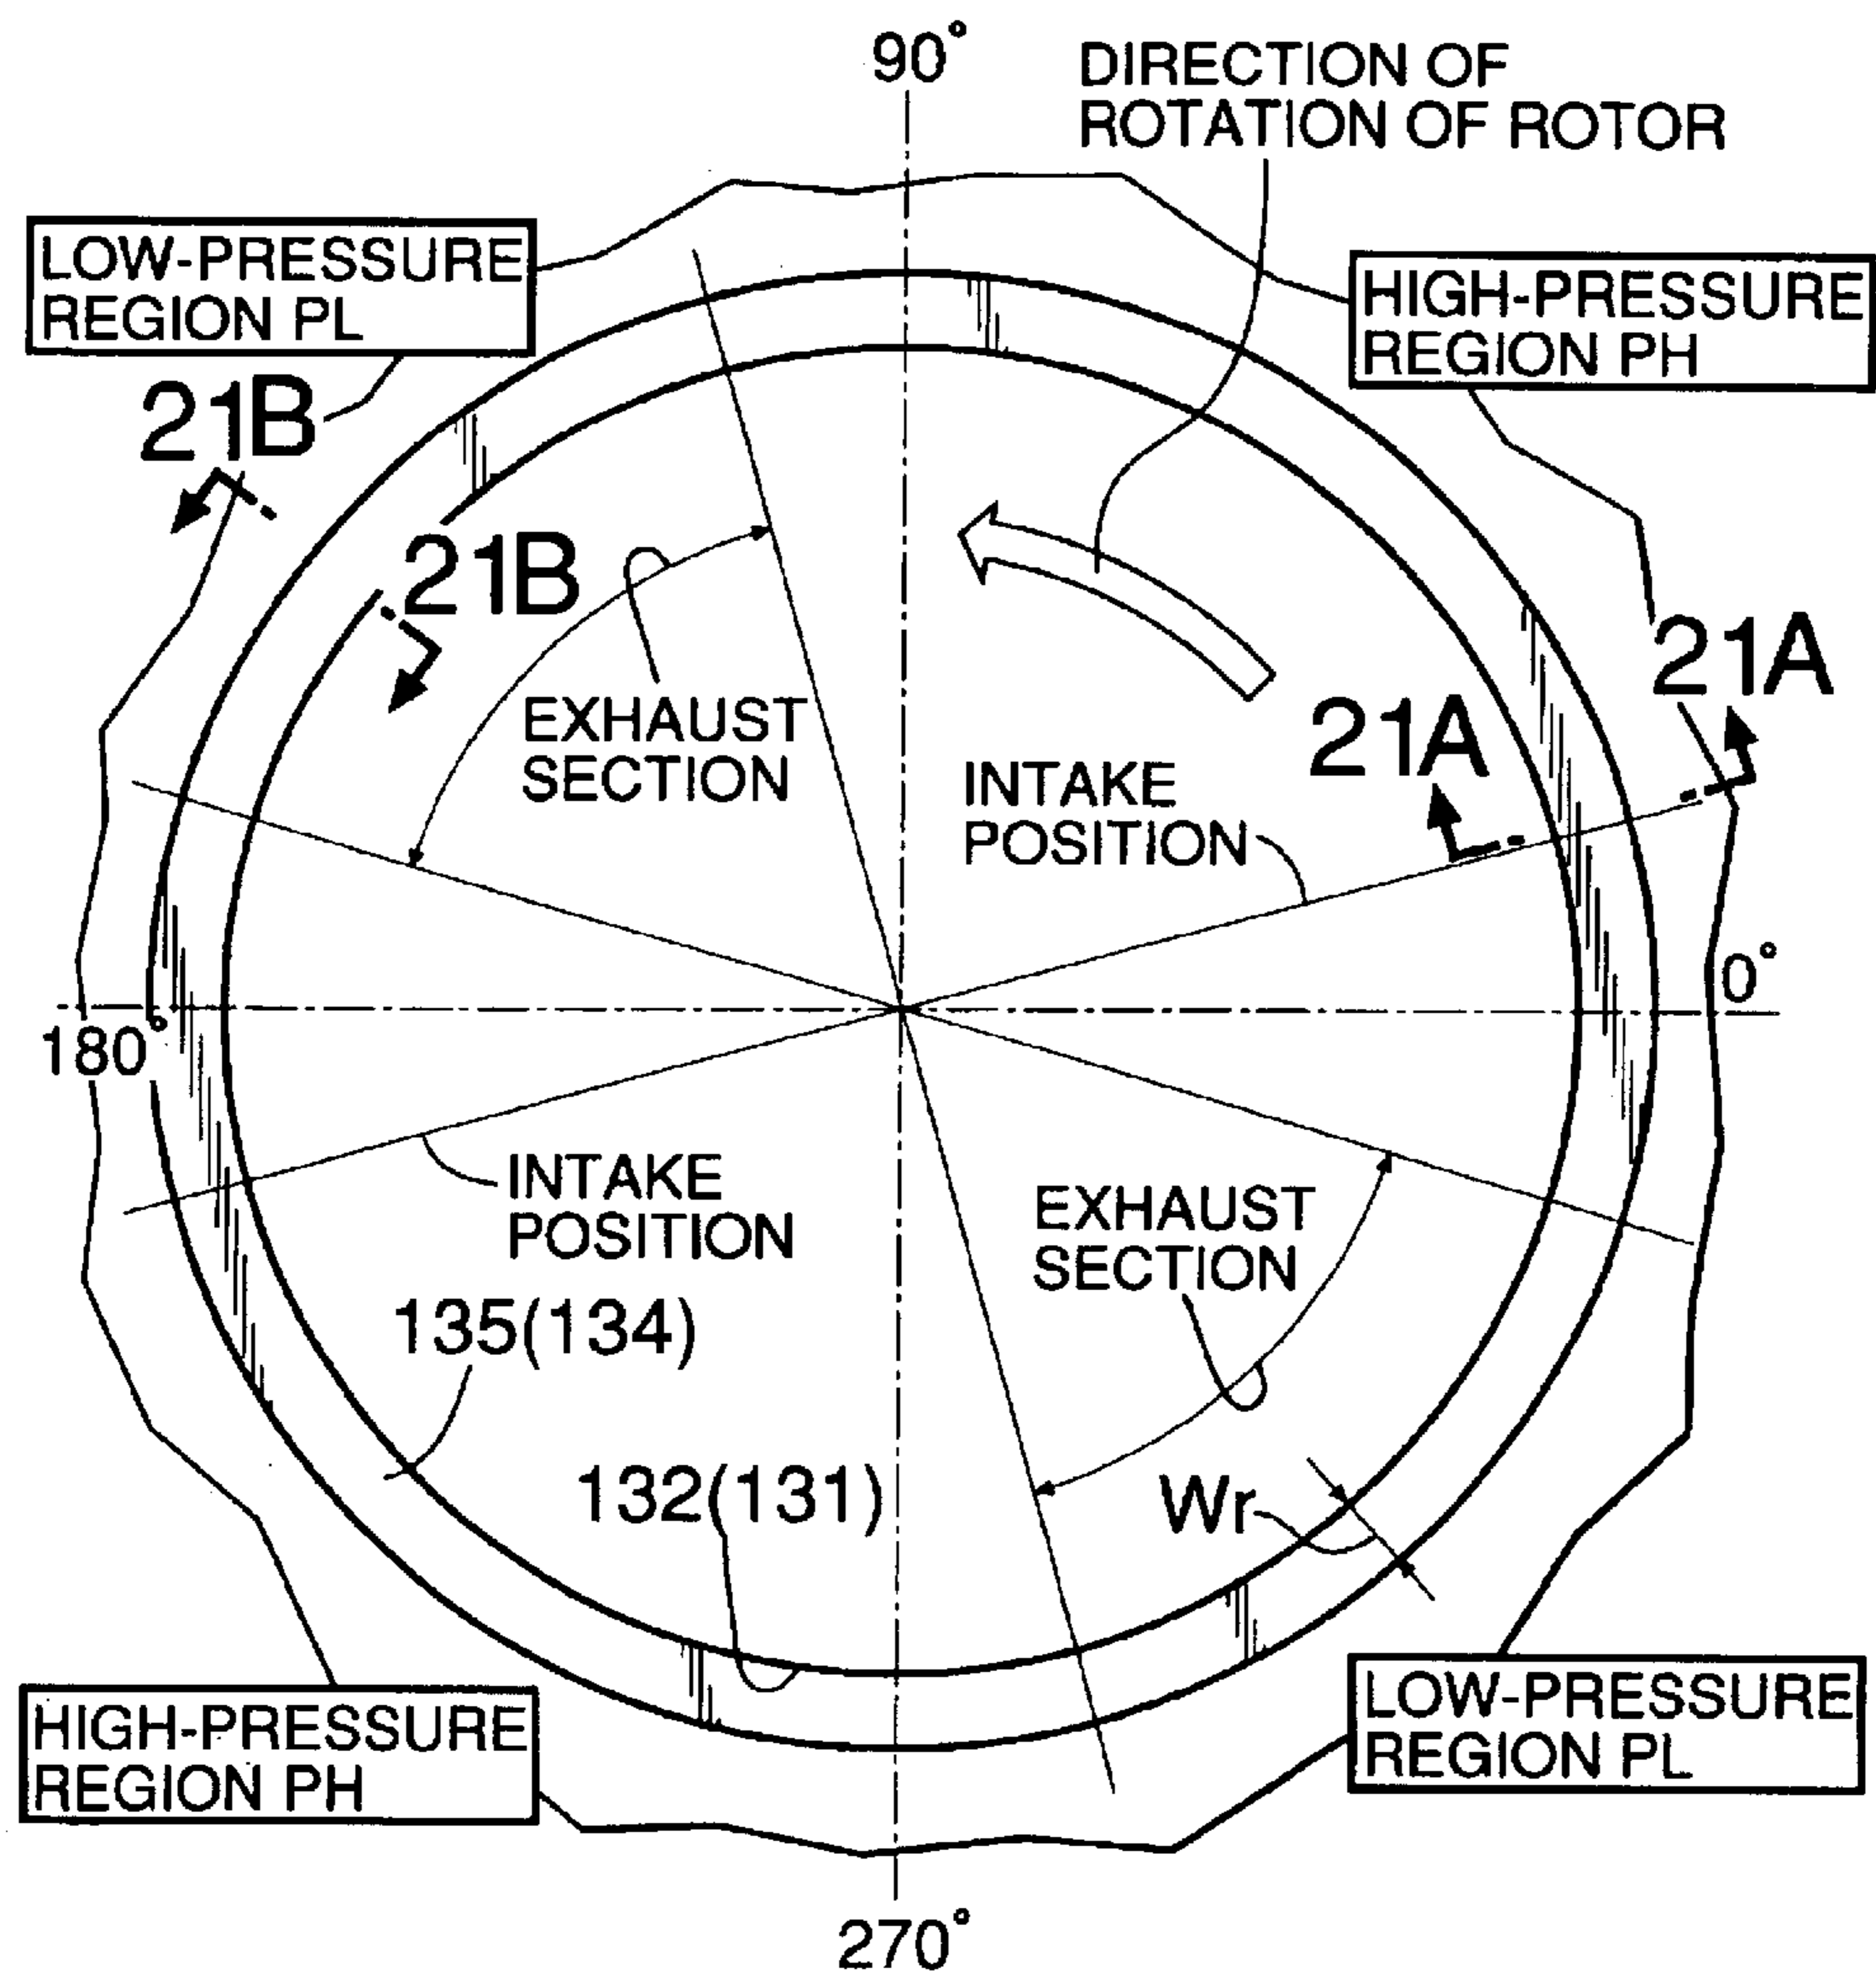 90°
DIRECTION OF
ROTATION OF ROTOR
LOW-PRESSURE
REGION PL
HIGH-PRESSURE
REGION PH
21B
21B
21A
21A
EXHAUST
SECTION
INTAKE
POSITION
0°
180°
INTAKE
POSITION
EXHAUST
SECTION
135(134)
132(131)
Wr
HIGH-PRESSURE
REGION PH
LOW-PRESSURE
REGION PL
270°